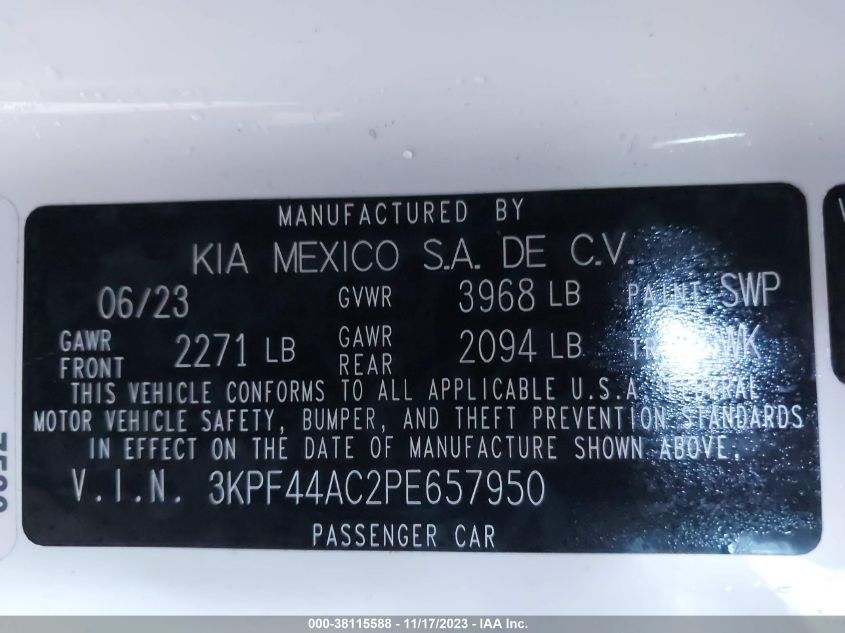 MANUFACTURED BY
KIA MEXICO S.A. DE C.V.
06/23 GVWR 3968 LB PAINT SWP
GAWR FRONT 2271 LB GAWR REAR 2094 LB
THIS VEHICLE CONFORMS TO ALL APPLICABLE U.S.A. FEDERAL
MOTOR VEHICLE SAFETY, BUMPER, AND THEFT PREVENTION STANDARDS
IN EFFECT ON THE DATE OF MANUFACTURE SHOWN ABOVE.
V.I.N. 3KPF44AC2PE657950
PASSENGER CAR
000-38115588 - 11/17/2023 - IAA Inc.